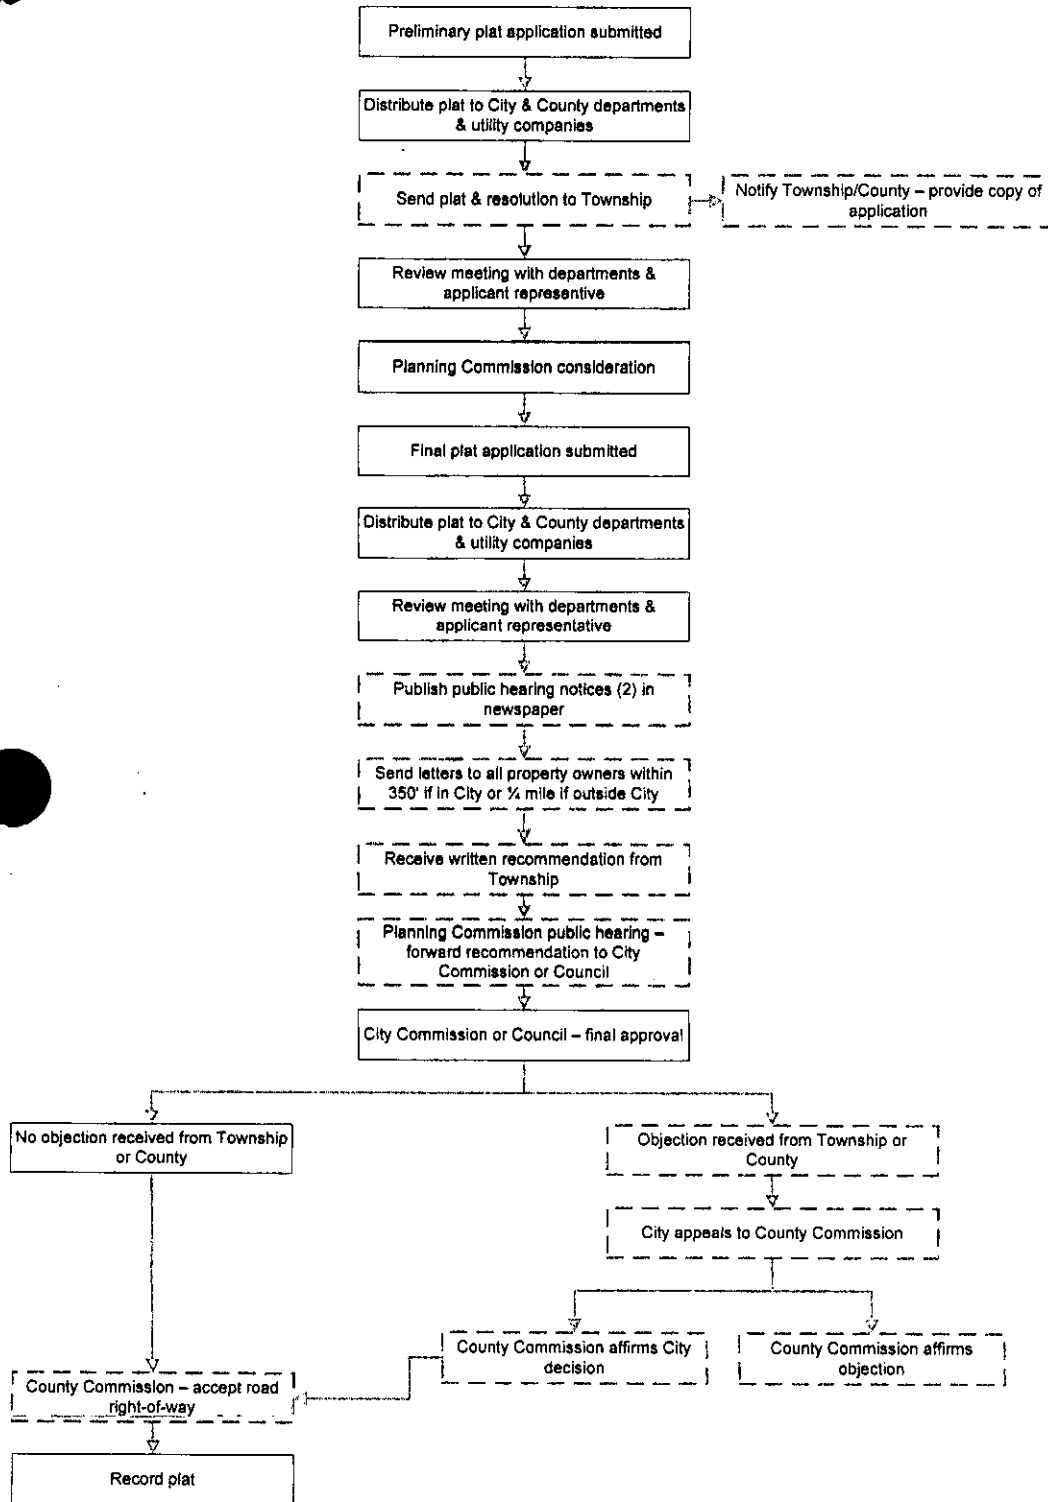 Preliminary plat application submitted
Distribute plat to City & County departments
& utility companies
Send plat & resolution to Township
Notify Township/County – provide copy of
application
Review meeting with departments &
applicant representive
Planning Commission consideration
Final plat application submitted
Distribute plat to City & County departments
& utility companies
Review meeting with departments &
applicant representative
Publish public hearing notices (2) in
newspaper
Send letters to all property owners within
350' if in City or ¼ mile if outside City
Receive written recommendation from
Township
Planning Commission public hearing –
forward recommendation to City
Commission or Council
City Commission or Council – final approval
No objection received from Township
or County
Objection received from Township or
County
City appeals to County Commission
County Commission affirms City
decision
County Commission affirms
objection
County Commission – accept road
right-of-way
Record plat